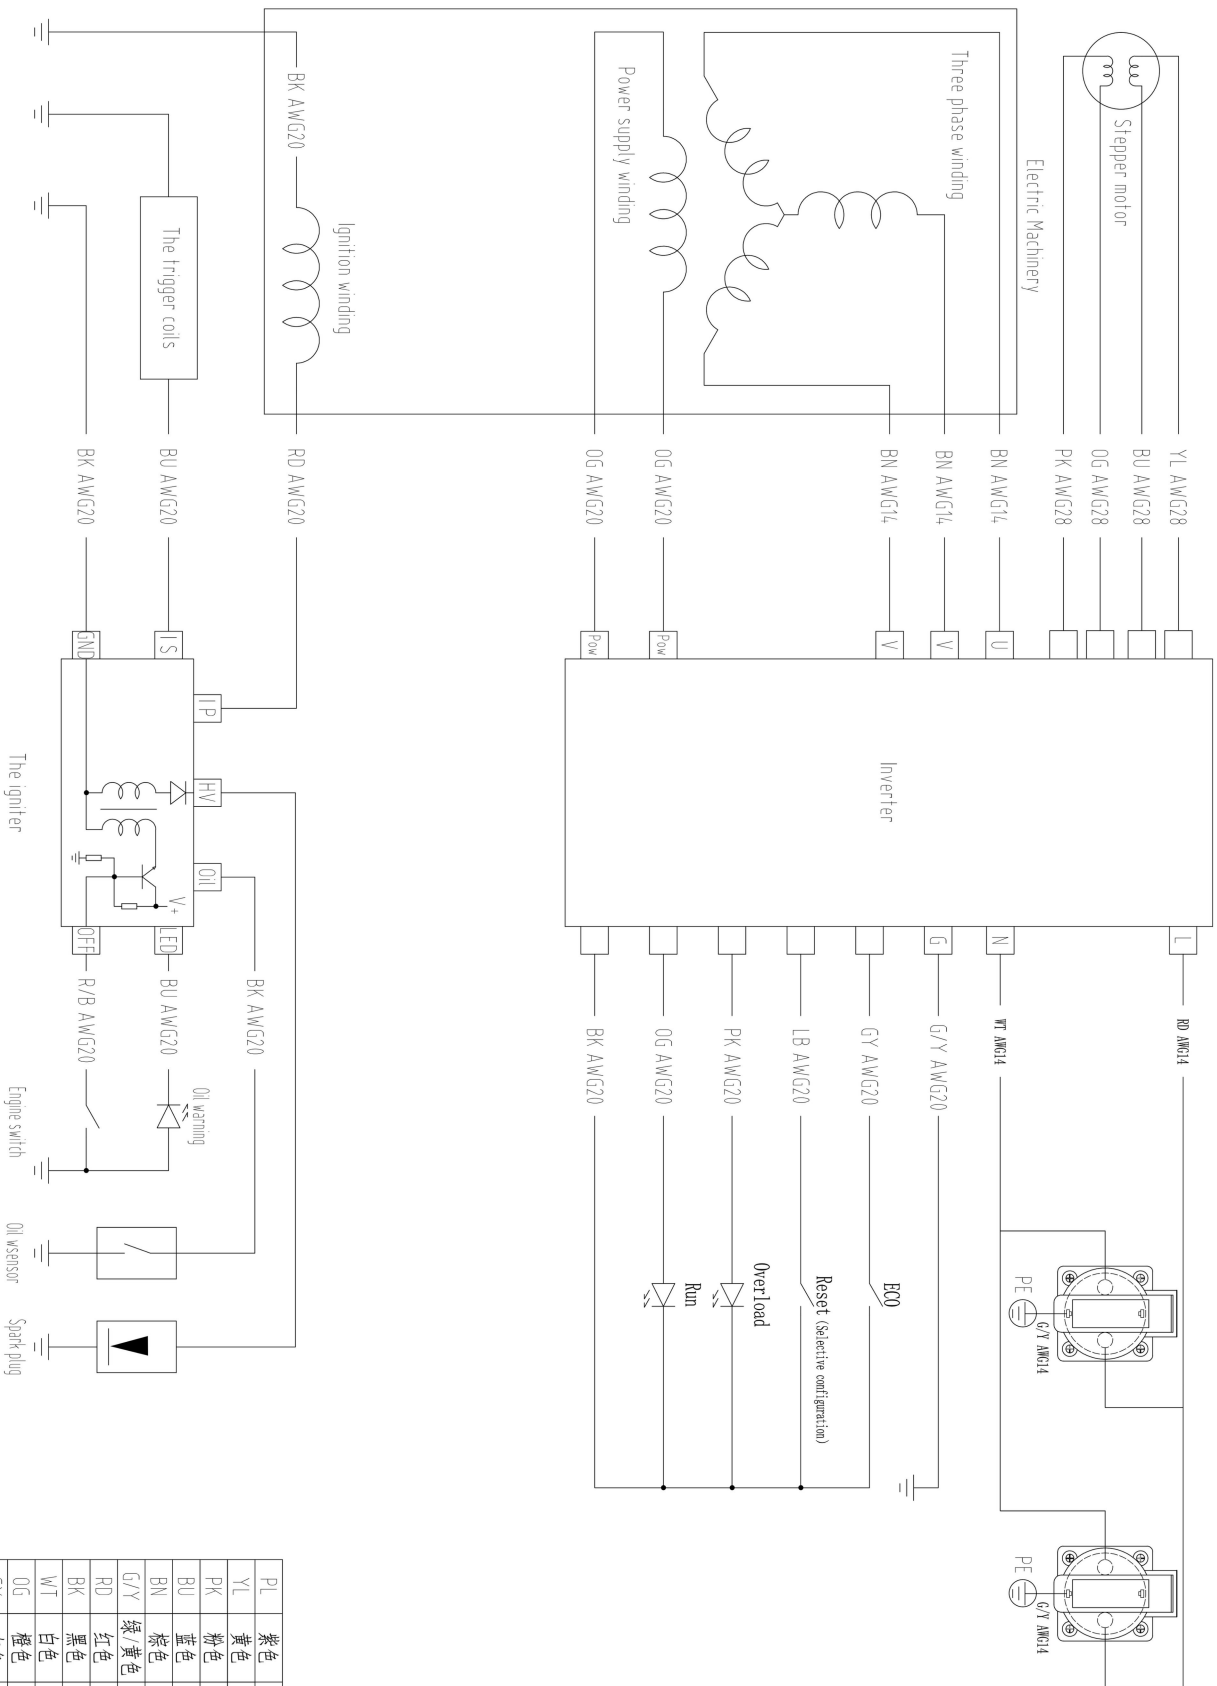 Stepper motor
Electric Machinery
Three phase winding
Power supply winding
Ignition winding
BK AWG20
The trigger coils
YL AWG28
BU AWG28
OG AWG28
PK AWG28
BN AWG14
BN AWG14
BN AWG14
OG AWG20
OG AWG20
RD AWG20
BU AWG20
BK AWG20
U
V
V
Pow
Pow
Inverter
L
N
G
RD AWG14
WT AWG14
G/Y AWG20
GY AWG20
LB AWG20
PK AWG20
OG AWG20
BK AWG20
ECO
Reset (Selective configuration)
Overload
Run
PE
G/Y AWG14
PE
G/Y AWG14
IS
GND
IP
HV
Oil
V+
LED
OFF
The igniter
BK AWG20
BU AWG20
R/B AWG20
Oil warning
Engine switch
Oil wsensor
Spark plug
PL 紫色
YL 黄色
PK 粉色
BU 蓝色
BN 棕色
G/Y 绿/黄色
RD 红色
BK 黑色
WT 白色
OG 橙色